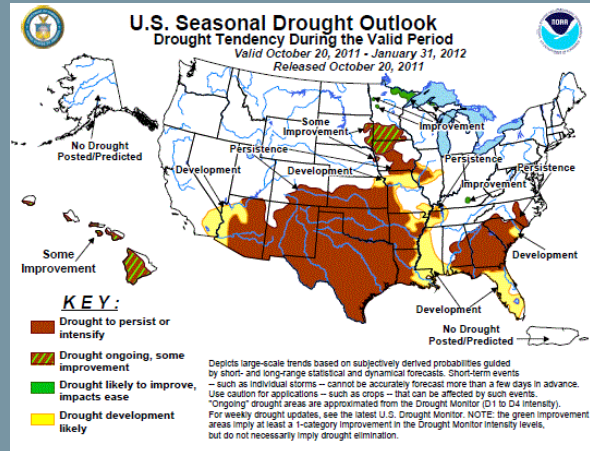 U.S. Seasonal Drought Outlook
Drought Tendency During the Valid Period
Valid October 20, 2011 - January 31, 2012
Released October 20, 2011
NOAA
No Drought
Posted/Predicted
Some
Improvement
Improvement
Persistence
Development
Development
Persistence
Persistence
Improvement
Some
Improvement
Development
Development
No Drought
Posted/Predicted
KEY:
Drought to persist or
intensify
Drought ongoing, some
improvement
Drought likely to improve,
impacts ease
Drought development
likely
Depicts large-scale trends based on subjectively derived probabilities guided
by short- and long-range statistical and dynamical forecasts. Short-term events
-- such as individual storms -- cannot be accurately forecast more than a few days in advance.
Use caution for applications -- such as crops -- that can be affected by such events.
"Ongoing" drought areas are approximated from the Drought Monitor (D1 to D4 intensity).
For weekly drought updates, see the latest U.S. Drought Monitor. NOTE: the green improvement
areas imply at least a 1-category improvement in the Drought Monitor intensity levels,
but do not necessarily imply drought elimination.